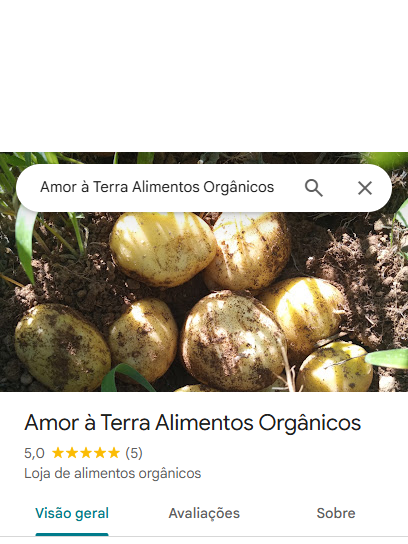 Amor à Terra Alimentos Orgânicos
Amor à Terra Alimentos Orgânicos
5,0 (5)
Loja de alimentos orgânicos
Visão geral Avaliações Sobre